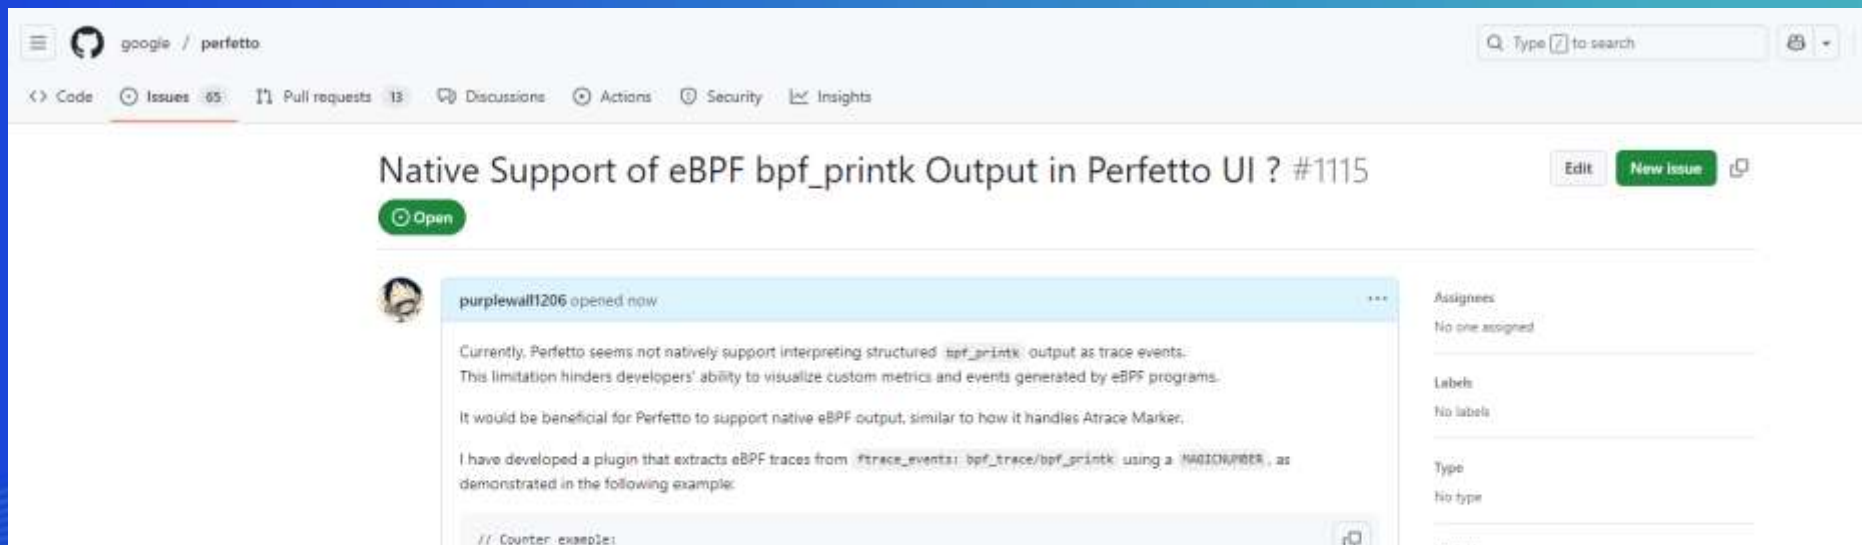 google / perfetto
Type / to search
Code
Issues 65
Pull requests 13
Discussions
Actions
Security
Insights
Native Support of eBPF bpf_printk Output in Perfetto UI ? #1115
Edit
New issue
Open
purplewall1206 opened now
...
Currently, Perfetto seems not natively support interpreting structured bpf_printk output as trace events.
This limitation hinders developers' ability to visualize custom metrics and events generated by eBPF programs.
It would be beneficial for Perfetto to support native eBPF output, similar to how it handles Atrace Marker.
I have developed a plugin that extracts eBPF traces from ftrace_events: bpf_trace/bpf_printk using a MAGICNUMBER, as
demonstrated in the following example:
// Counter example:
Assignees
No one assigned
Labels
No labels
Type
No type